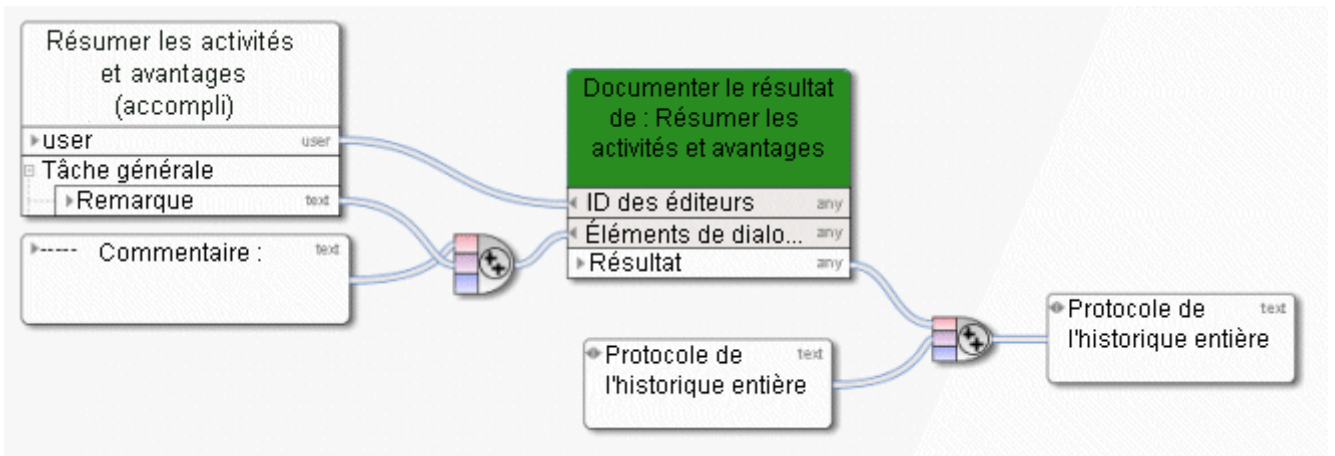 Résumer les activités
et avantages
(accompli)
user user
Tâche générale
Remarque text
----- Commentaire : text
Documenter le résultat
de : Résumer les
activités et avantages
ID des éditeurs any
Éléments de dialo... any
Résultat any
Protocole de text
l'historique entière
Protocole de text
l'historique entière